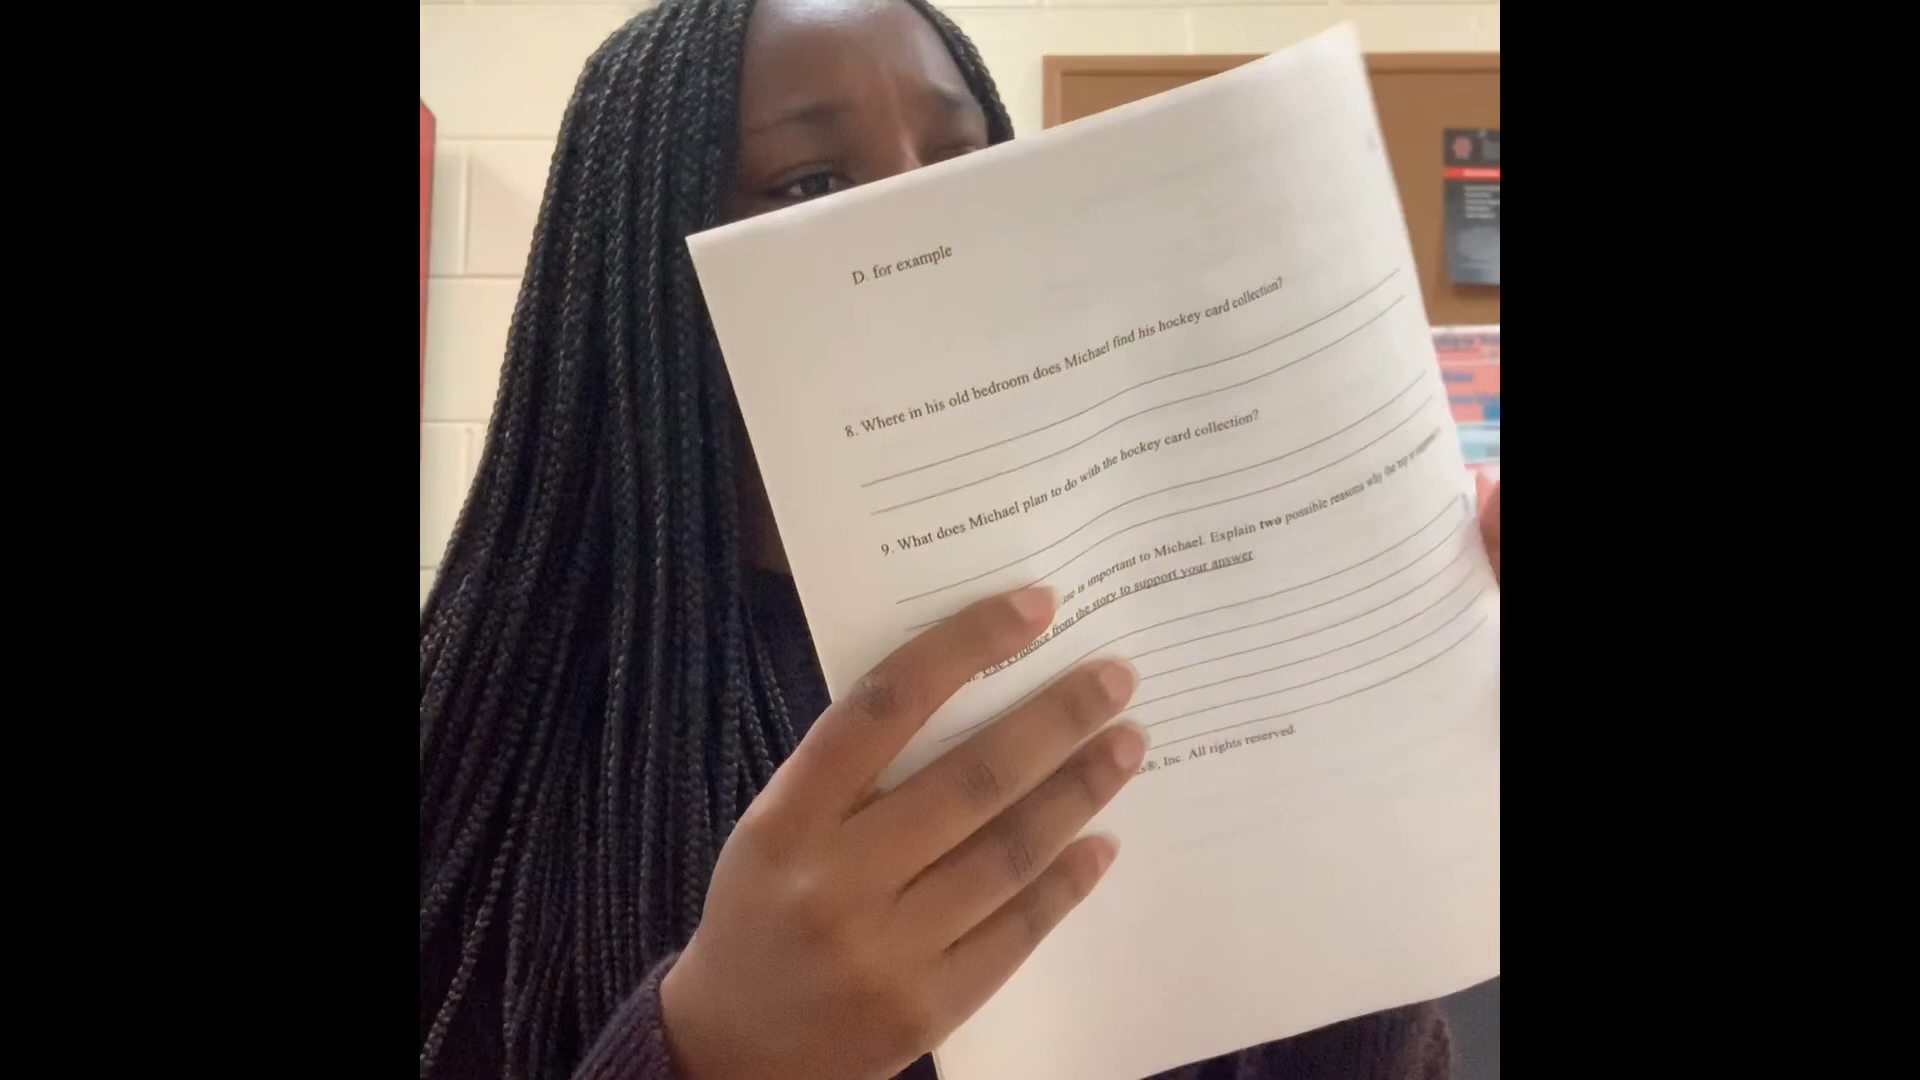 D. for example
8. Where in his old bedroom does Michael find his hockey card collection?
9. What does Michael plan to do with the hockey card collection?
is important to Michael. Explain two possible reasons why the
Use evidence from the story to support your answer
Inc. All rights reserved.